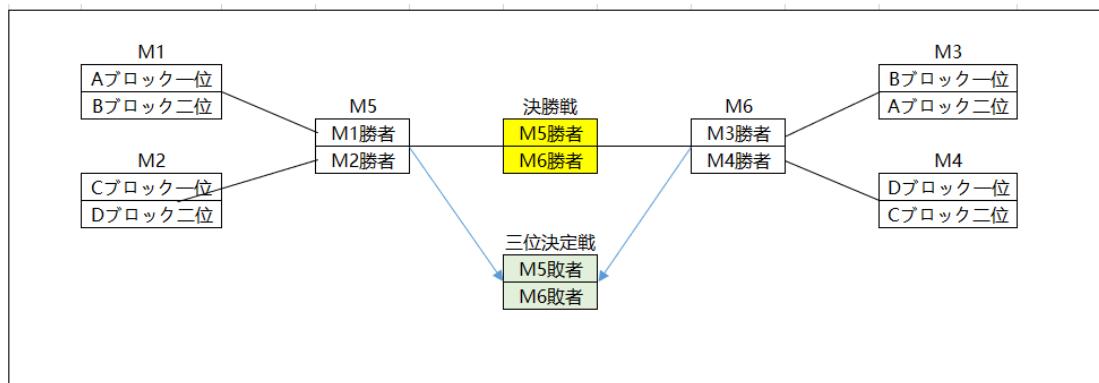 M1
Aブロック一位
Bブロック二位
M2
Cブロック一位
Dブロック二位
M5
M1勝者
M2勝者
決勝戦
M5勝者
M6勝者
三位決定戦
M5敗者
M6敗者
M6
M3勝者
M4勝者
M3
Bブロック一位
Aブロック二位
M4
Dブロック一位
Cブロック二位